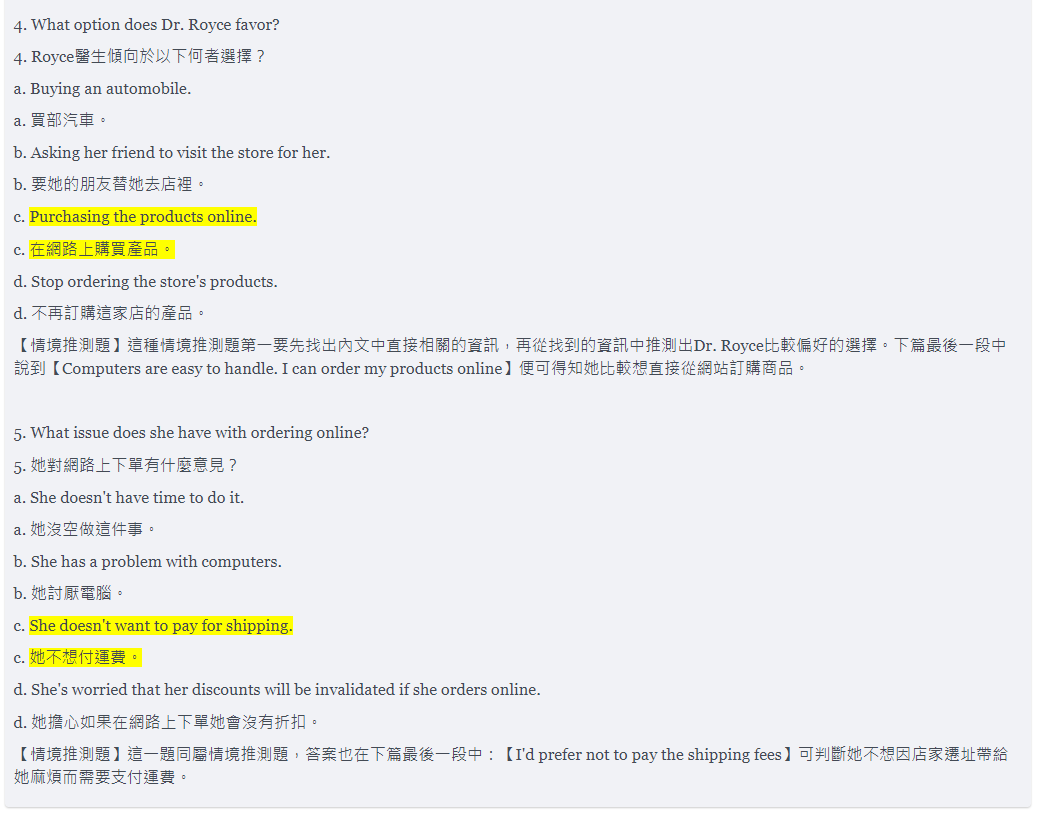 4. What option does Dr. Royce favor?
4. Royce醫生傾向於以下何者選擇？
a. Buying an automobile.
a. 買部汽車。
b. Asking her friend to visit the store for her.
b. 要她的朋友替她去店裡。
c. Purchasing the products online.
c. 在網路上購買產品。
d. Stop ordering the store's products.
d. 不再訂購這家店的產品。
【情境推測題】這種情境推測題第一要先找出內文中直接相關的資訊，再從找到的資訊中推測出Dr. Royce比較偏好的選擇。下篇最後一段中
說到【Computers are easy to handle. I can order my products online】便可得知她比較想直接從網站訂購商品。
5. What issue does she have with ordering online?
5. 她對網路上下單有什麼意見？
a. She doesn't have time to do it.
a. 她沒空做這件事。
b. She has a problem with computers.
b. 她討厭電腦。
c. She doesn't want to pay for shipping.
c. 她不想付運費。
d. She's worried that her discounts will be invalidated if she orders online.
d. 她擔心如果在網路上下單她會沒有折扣。
【情境推測題】這一題同屬情境推測題，答案也在下篇最後一段中：【I'd prefer not to pay the shipping fees】可判斷她不想因店家遷址帶給
她麻煩而需要支付運費。